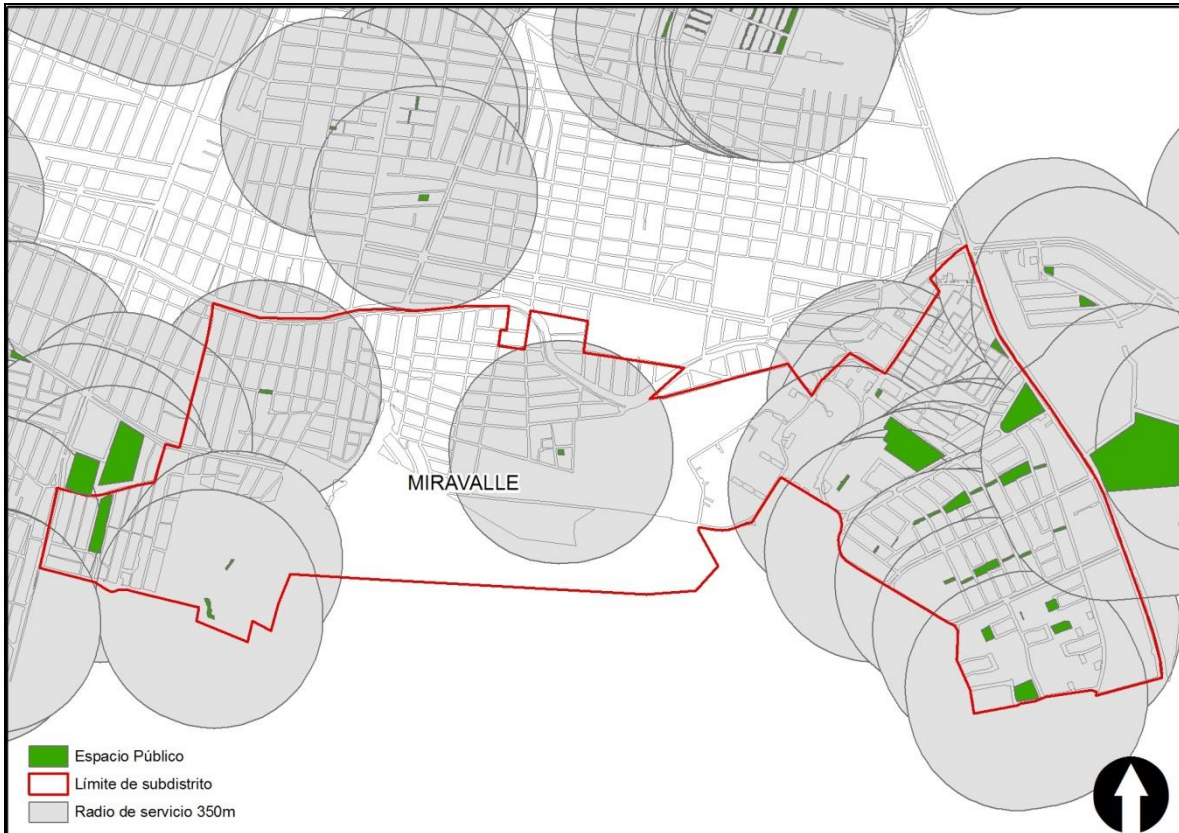 MIRAVALLE
Espacio Público
Límite de subdistrito
Radio de servicio 350m